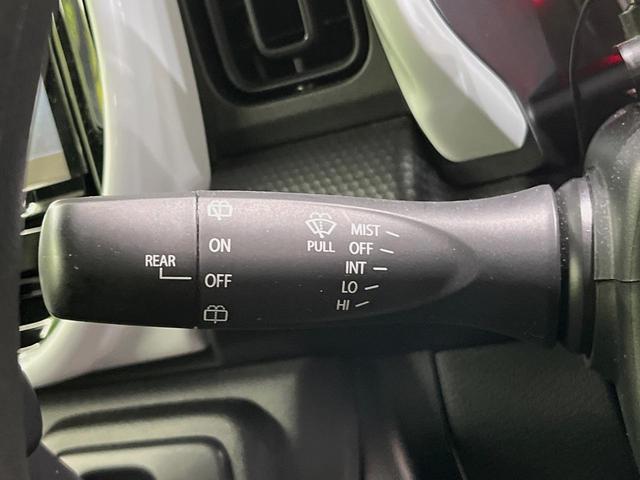 ON
REAR
OFF
PULL
MIST
OFF
INT
LO
HI